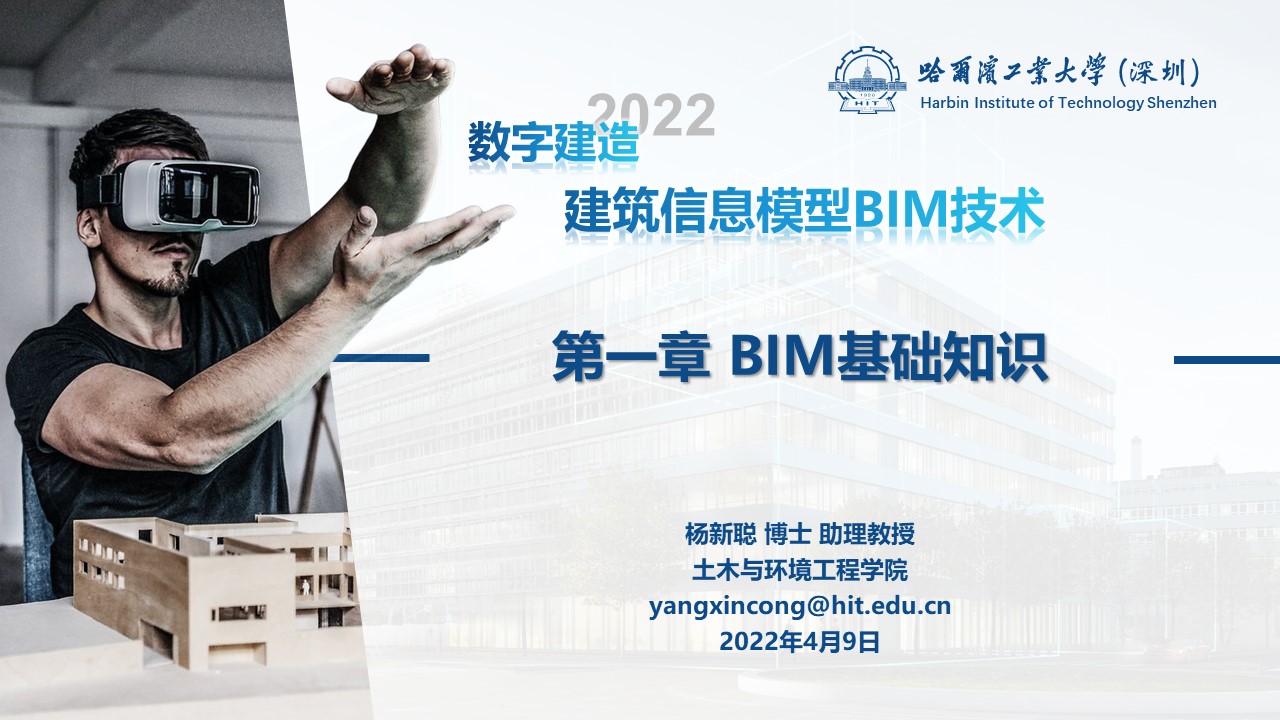 哈爾濱工業大學(深圳)
Harbin Institute of Technology Shenzhen
1920
HIT
2022
数字建造
建筑信息模型BIM技术
第一章 BIM基础知识
杨新聪 博士 助理教授
土木与环境工程学院
yangxincong@hit.edu.cn
2022年4月9日